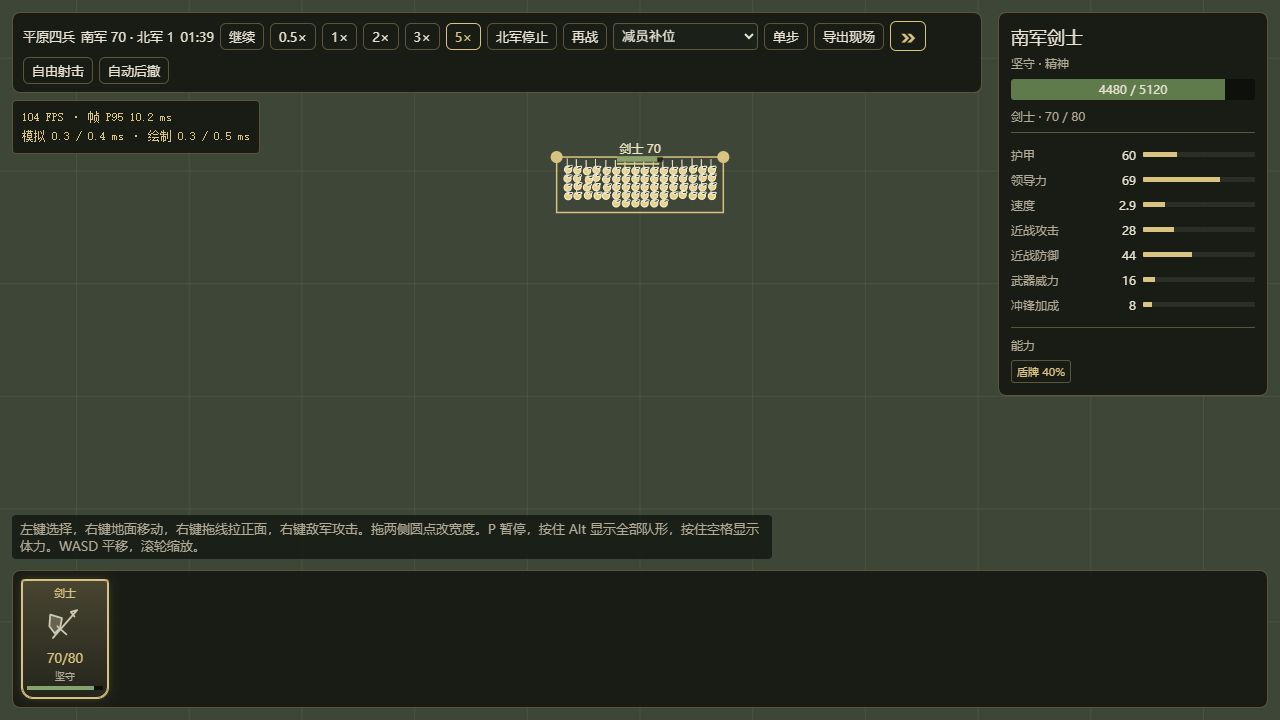 平原四兵 南军 70 · 北军 1 01:39 继续 0.5× 1× 2× 3× 5× 北军停止 再战 减员补位 单步 导出现场 »
自由射击 自动后撤
104 FPS · 帧 P95 10.2 ms
模拟 0.3 / 0.4 ms · 绘制 0.3 / 0.5 ms
剑士 70
南军剑士
坚守 · 精神
4480 / 5120
剑士 · 70 / 80
护甲 60
领导力 69
速度 2.9
近战攻击 28
近战防御 44
武器威力 16
冲锋加成 8
能力
盾牌 40%
左键选择，右键地面移动，右键拖线拉正面，右键敌军攻击。拖两侧圆点改宽度。P 暂停，按住 Alt 显示全部队形，按住空格显示
体力。WASD 平移，滚轮缩放。
剑士
70/80
坚守